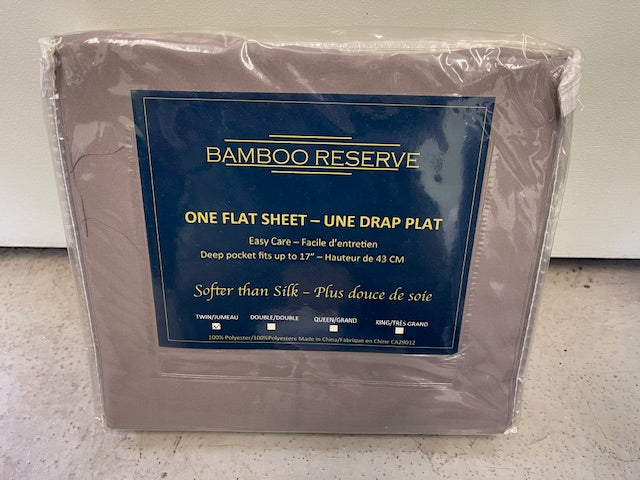 BAMBOO RESERVE
ONE FLAT SHEET – UNE DRAP PLAT
Easy Care – Facile d'entretien
Deep pocket fits up to 17" – Hauteur de 43 CM
Softer than Silk – Plus douce de soie
TWIN/JUMEAU DOUBLE/DOUBLE QUEEN/GRAND KING/TRÈS GRAND
100% Polyester/100%Polyestere Made in China/Fabrique en Chine CA29012